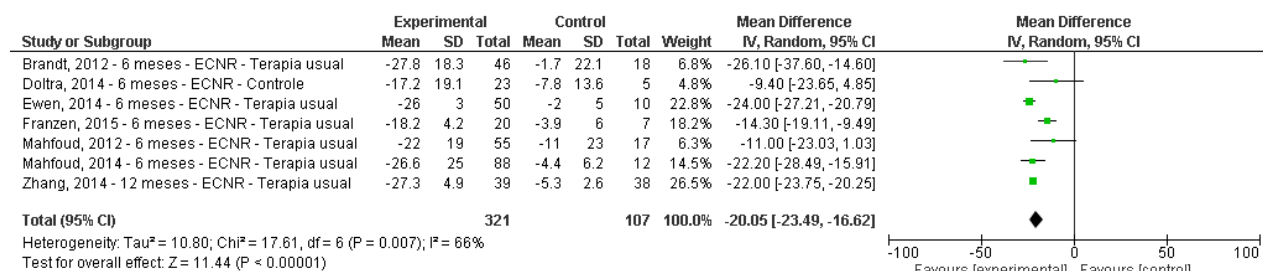 Experimental Control Mean Difference Mean Difference
Study or Subgroup Mean SD Total Mean SD Total Weight IV, Random, 95% CI IV, Random, 95% CI
Brandt, 2012 - 6 meses - ECNR - Terapia usual -27.8 18.3 46 -1.7 22.1 18 6.8% -26.10 [-37.60, -14.60]
Doltra, 2014 - 6 meses - ECNR - Controle -17.2 19.1 23 -7.8 13.6 5 4.8% -9.40 [-23.65, 4.85]
Ewen, 2014 - 6 meses - ECNR - Terapia usual -26 3 50 -2 5 10 22.8% -24.00 [-27.21, -20.79]
Franzen, 2015 - 6 meses - ECNR - Terapia usual -18.2 4.2 20 -3.9 6 7 18.2% -14.30 [-19.11, -9.49]
Mahfoud, 2012 - 6 meses - ECNR - Terapia usual -22 19 55 -11 23 17 6.3% -11.00 [-23.03, 1.03]
Mahfoud, 2014 - 6 meses - ECNR - Terapia usual -26.6 25 88 -4.4 6.2 12 14.5% -22.20 [-28.49, -15.91]
Zhang, 2014 - 12 meses - ECNR - Terapia usual -27.3 4.9 39 -5.3 2.6 38 26.5% -22.00 [-23.75, -20.25]
Total (95% CI) 321 107 100.0% -20.05 [-23.49, -16.62]
Heterogeneity: Tau² = 10.80; Chi² = 17.61, df = 6 (P = 0.007); I² = 66%
Test for overall effect: Z = 11.44 (P < 0.00001)
-100 -50 0 50 100
Favours [experimental] Favours [control]